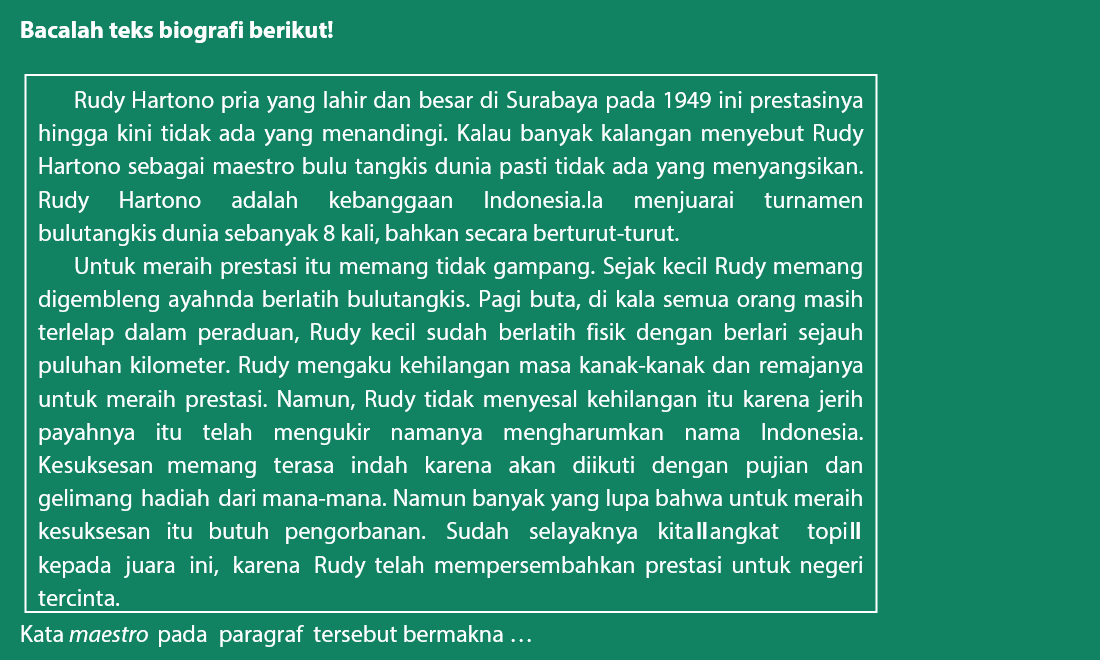 Bacalah teks biografi berikut!
Rudy Hartono pria yang lahir dan besar di Surabaya pada 1949 ini prestasinya
hingga kini tidak ada yang menandingi. Kalau banyak kalangan menyebut Rudy
Hartono sebagai maestro bulu tangkis dunia pasti tidak ada yang menyangsikan.
Rudy Hartono adalah kebanggaan Indonesia.Ia menjuarai turnamen
bulutangkis dunia sebanyak 8 kali, bahkan secara berturut-turut.
Untuk meraih prestasi itu memang tidak gampang. Sejak kecil Rudy memang
digembleng ayahnda berlatih bulutangkis. Pagi buta, di kala semua orang masih
terlelap dalam peraduan, Rudy kecil sudah berlatih fisik dengan berlari sejauh
puluhan kilometer. Rudy mengaku kehilangan masa kanak-kanak dan remajanya
untuk meraih prestasi. Namun, Rudy tidak menyesal kehilangan itu karena jerih
payahnya itu telah mengukir namanya mengharumkan nama Indonesia.
Kesuksesan memang terasa indah karena akan diikuti dengan pujian dan
gelimang hadiah dari mana-mana. Namun banyak yang lupa bahwa untuk meraih
kesuksesan itu butuh pengorbanan. Sudah selayaknya kitaǁangkat topiǁ
kepada juara ini, karena Rudy telah mempersembahkan prestasi untuk negeri
tercinta.
Kata maestro pada paragraf tersebut bermakna …